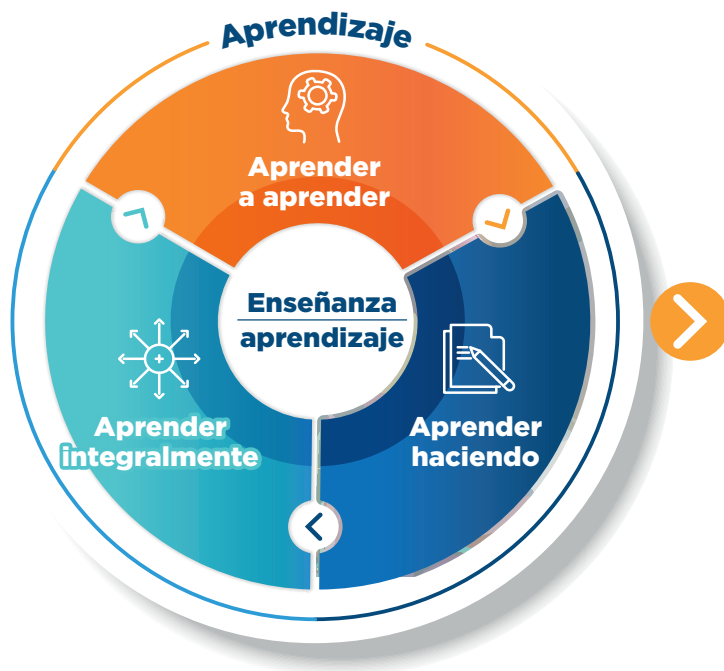 Aprendizaje
Aprender
a aprender
Enseñanza
aprendizaje
Aprender
integralmente
Aprender
haciendo